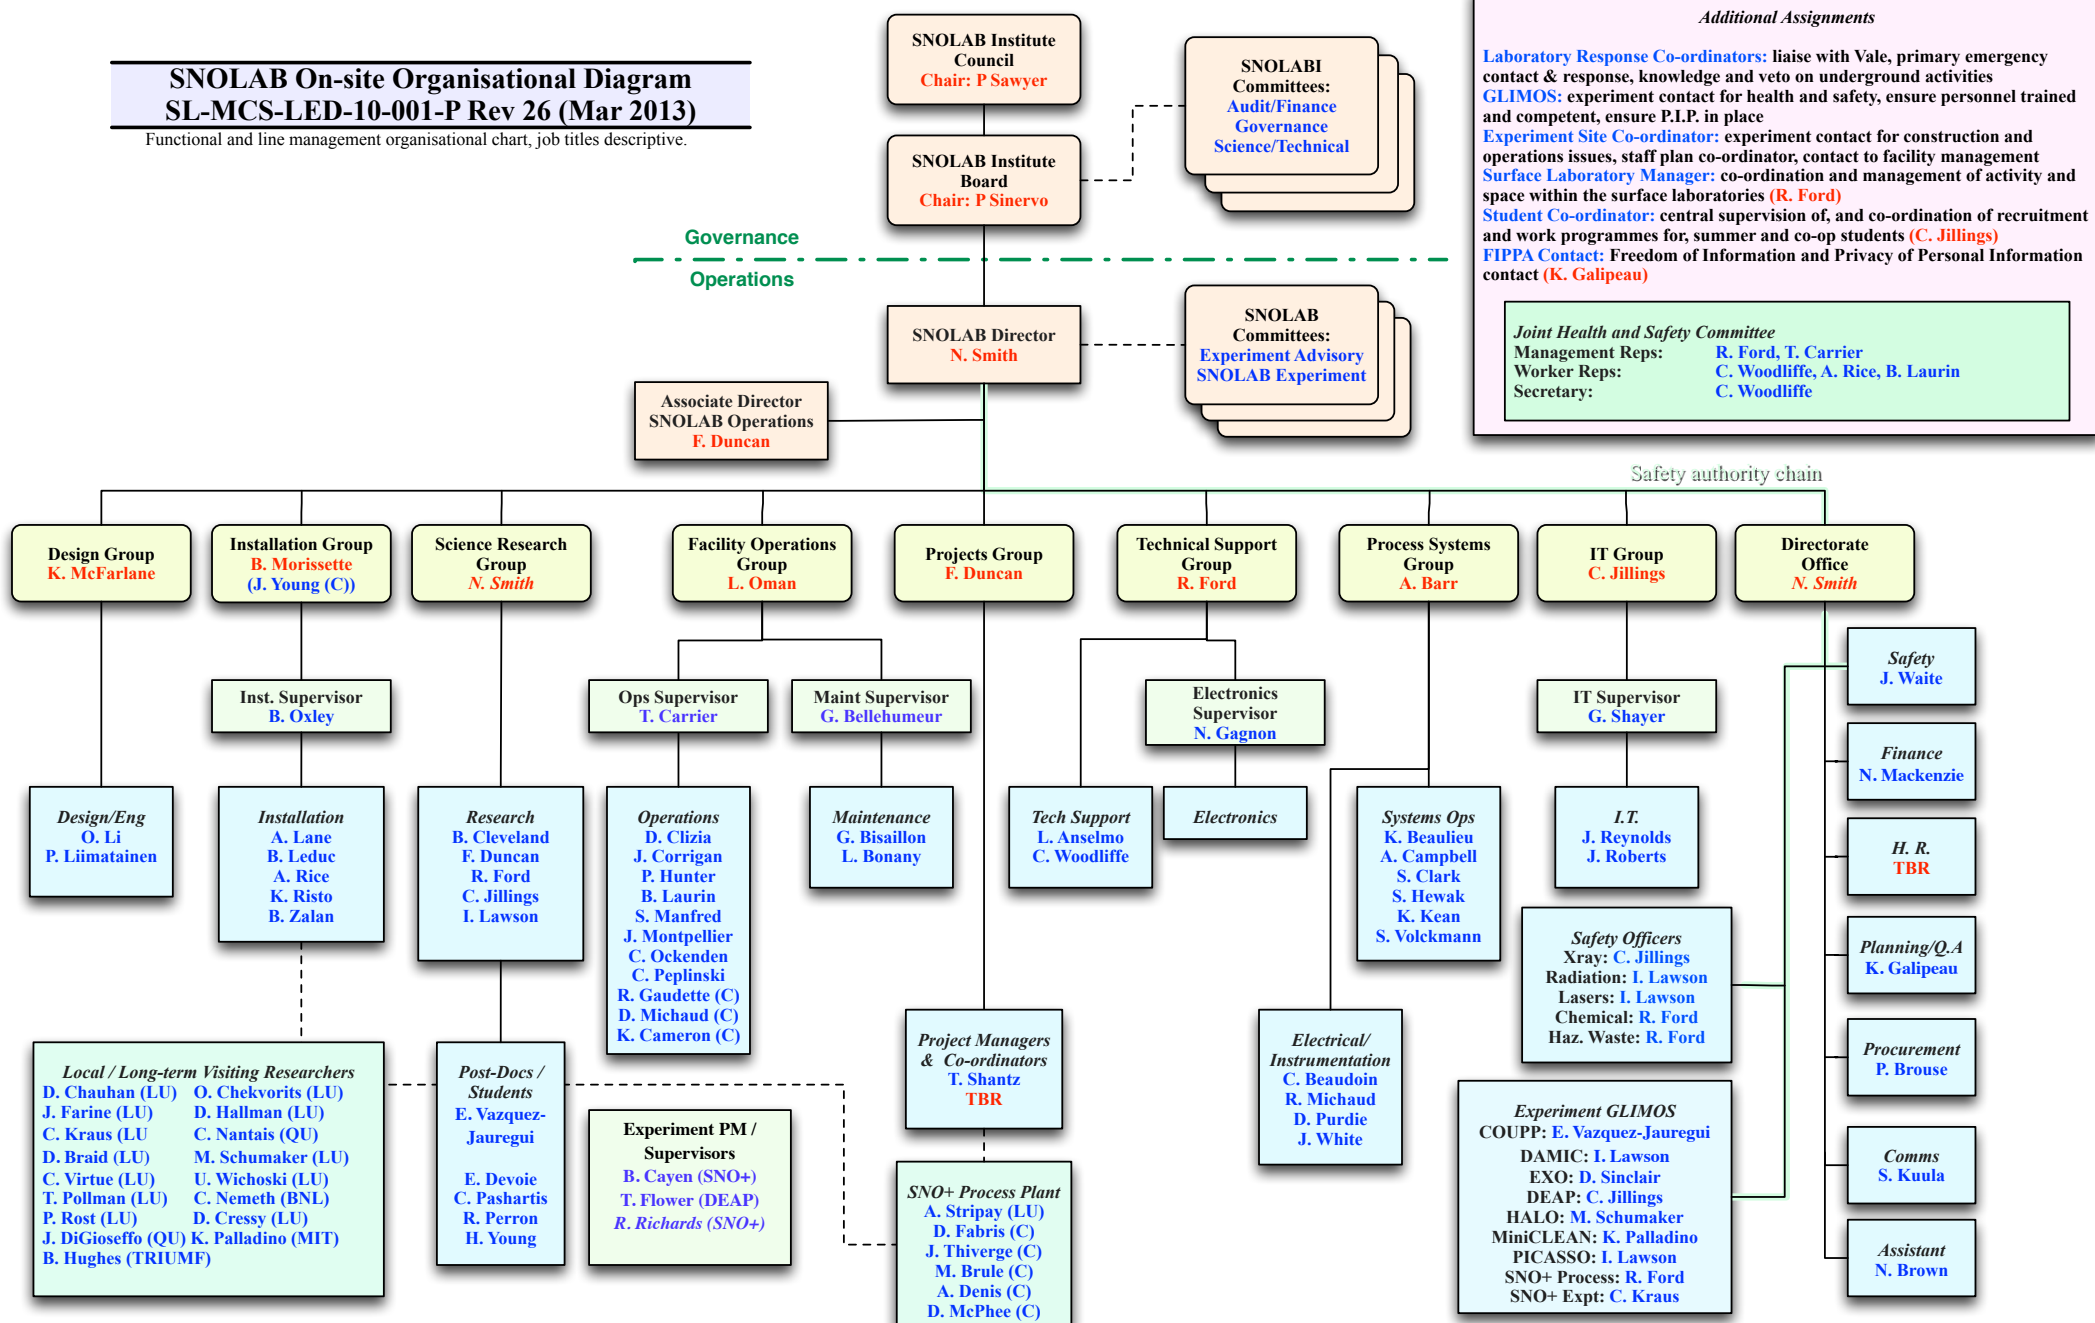 SNOLAB On-site Organisational Diagram
SL-MCS-LED-10-001-P Rev 26 (Mar 2013)
Functional and line management organisational chart, job titles descriptive.
SNOLAB Institute
Council
Chair: P Sawyer
SNOLAB Institute
Board
Chair: P Sinervo
SNOLABI
Committees:
Audit/Finance
Governance
Science/Technical
Governance
Operations
SNOLAB Director
N. Smith
SNOLAB
Committees:
Experiment Advisory
SNOLAB Experiment
Associate Director
SNOLAB Operations
F. Duncan
Additional Assignments
Laboratory Response Co-ordinators: liaise with Vale, primary emergency
contact & response, knowledge and veto on underground activities
GLIMOS: experiment contact for health and safety, ensure personnel trained
and competent, ensure P.I.P. in place
Experiment Site Co-ordinator: experiment contact for construction and
operations issues, staff plan co-ordinator, contact to facility management
Surface Laboratory Manager: co-ordination and management of activity and
space within the surface laboratories (R. Ford)
Student Co-ordinator: central supervision of, and co-ordination of recruitment
and work programmes for, summer and co-op students (C. Jillings)
FIPPA Contact: Freedom of Information and Privacy of Personal Information
contact (K. Galipeau)
Joint Health and Safety Committee
Management Reps: R. Ford, T. Carrier
Worker Reps: C. Woodliffe, A. Rice, B. Laurin
Secretary: C. Woodliffe
Safety authority chain
Design Group
K. McFarlane
Installation Group
B. Morissette
(J. Young (C))
Science Research
Group
N. Smith
Facility Operations
Group
L. Oman
Projects Group
F. Duncan
Technical Support
Group
R. Ford
Process Systems
Group
A. Barr
IT Group
C. Jillings
Directorate
Office
N. Smith
Inst. Supervisor
B. Oxley
Ops Supervisor
T. Carrier
Maint Supervisor
G. Bellehumeur
Electronics
Supervisor
N. Gagnon
IT Supervisor
G. Shayer
Design/Eng
O. Li
P. Liimatainen
Installation
A. Lane
B. Leduc
A. Rice
K. Risto
B. Zalan
Research
B. Cleveland
F. Duncan
R. Ford
C. Jillings
I. Lawson
Operations
D. Clizia
J. Corrigan
P. Hunter
B. Laurin
S. Manfred
J. Montpellier
C. Ockenden
C. Peplinski
R. Gaudette (C)
D. Michaud (C)
K. Cameron (C)
Maintenance
G. Bisaillon
L. Bonany
Tech Support
L. Anselmo
C. Woodliffe
Electronics
Systems Ops
K. Beaulieu
A. Campbell
S. Clark
S. Hewak
K. Kean
S. Volckmann
I.T.
J. Reynolds
J. Roberts
Safety
J. Waite
Finance
N. Mackenzie
H. R.
TBR
Planning/Q.A
K. Galipeau
Procurement
P. Brouse
Comms
S. Kuula
Assistant
N. Brown
Safety Officers
Xray: C. Jillings
Radiation: I. Lawson
Lasers: I. Lawson
Chemical: R. Ford
Haz. Waste: R. Ford
Experiment GLIMOS
COUPP: E. Vazquez-Jauregui
DAMIC: I. Lawson
EXO: D. Sinclair
DEAP: C. Jillings
HALO: M. Schumaker
MiniCLEAN: K. Palladino
PICASSO: I. Lawson
SNO+ Process: R. Ford
SNO+ Expt: C. Kraus
Electrical/
Instrumentation
C. Beaudoin
R. Michaud
D. Purdie
J. White
Project Managers
& Co-ordinators
T. Shantz
TBR
SNO+ Process Plant
A. Stripay (LU)
D. Fabris (C)
J. Thiverge (C)
M. Brule (C)
A. Denis (C)
D. McPhee (C)
Local / Long-term Visiting Researchers
D. Chauhan (LU) O. Chekvorits (LU)
J. Farine (LU) D. Hallman (LU)
C. Kraus (LU C. Nantais (QU)
D. Braid (LU) M. Schumaker (LU)
C. Virtue (LU) U. Wichoski (LU)
T. Pollman (LU) C. Nemeth (BNL)
P. Rost (LU) D. Cressy (LU)
J. DiGioseffo (QU) K. Palladino (MIT)
B. Hughes (TRIUMF)
Post-Docs /
Students
E. Vazquez-
Jauregui
E. Devoie
C. Pashartis
R. Perron
H. Young
Experiment PM /
Supervisors
B. Cayen (SNO+)
T. Flower (DEAP)
R. Richards (SNO+)